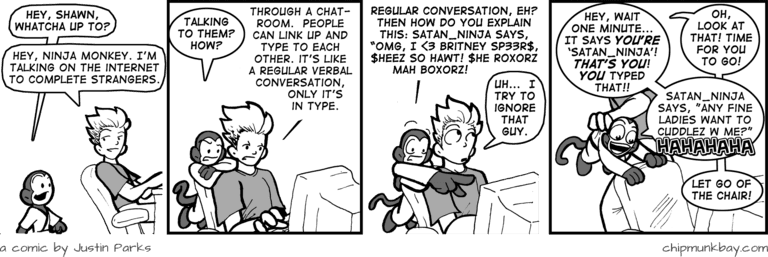 HEY, SHAWN,
WHATCHA UP TO?
HEY, NINJA MONKEY. I'M
TALKING ON THE INTERNET
TO COMPLETE STRANGERS.
TALKING
TO THEM?
HOW?
THROUGH A CHAT-
ROOM. PEOPLE
CAN LINK UP AND
TYPE TO EACH
OTHER. IT'S LIKE
A REGULAR VERBAL
CONVERSATION,
ONLY IT'S
IN TYPE.
REGULAR CONVERSATION, EH?
THEN HOW DO YOU EXPLAIN
THIS: SATAN_NINJA SAYS,
"OMG, I <3 BRITNEY SP33R$,
$HEEZ SO HAWT! $HE ROXORZ
MAH BOXORZ!
UH... I
TRY TO
IGNORE
THAT
GUY.
HEY, WAIT
ONE MINUTE...
IT SAYS YOU'RE
'SATAN_NINJA'!
THAT'S YOU!
YOU TYPED
THAT!!
OH,
LOOK AT
THAT! TIME
FOR YOU
TO GO!
SATAN_NINJA
SAYS, "ANY FINE
LADIES WANT TO
CUDDLEZ W ME?"
HAHAHAHA
LET GO OF
THE CHAIR!
a comic by Justin Parks
chipmunkbay.com